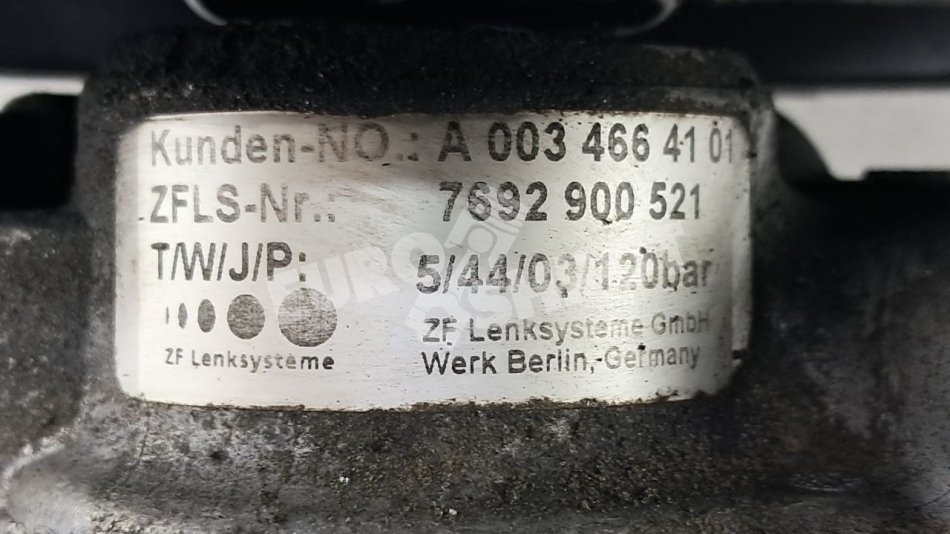 Kunden-NO.: A 003 466 41 01
ZFLS-Nr.: 7692 900 521
T/W/J/P: 5/44/03/120bar
ZF Lenksysteme
ZF Lenksysteme GmbH
Werk Berlin,-Germany